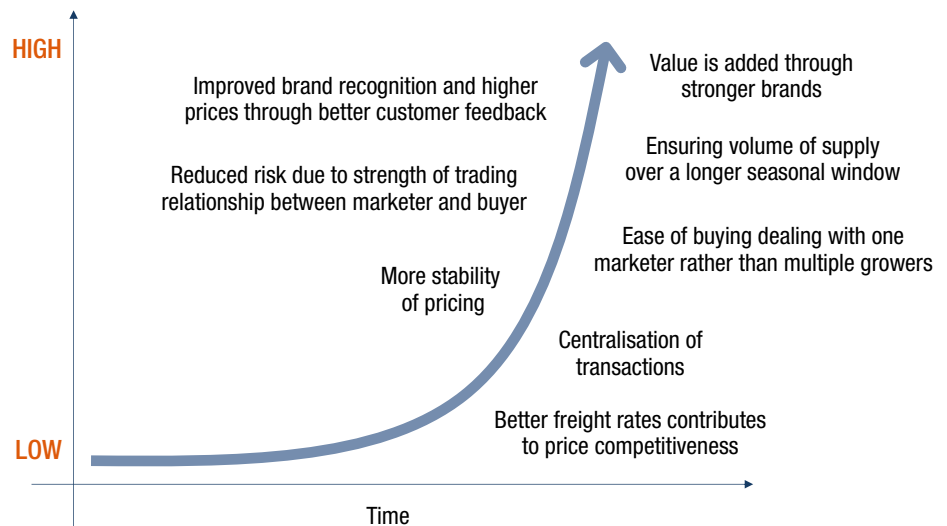 HIGH
Improved brand recognition and higher
prices through better customer feedback
Value is added through
stronger brands
Reduced risk due to strength of trading
relationship between marketer and buyer
Ensuring volume of supply
over a longer seasonal window
More stability
of pricing
Ease of buying dealing with one
marketer rather than multiple growers
Centralisation of
transactions
Better freight rates contributes
to price competitiveness
LOW
Time